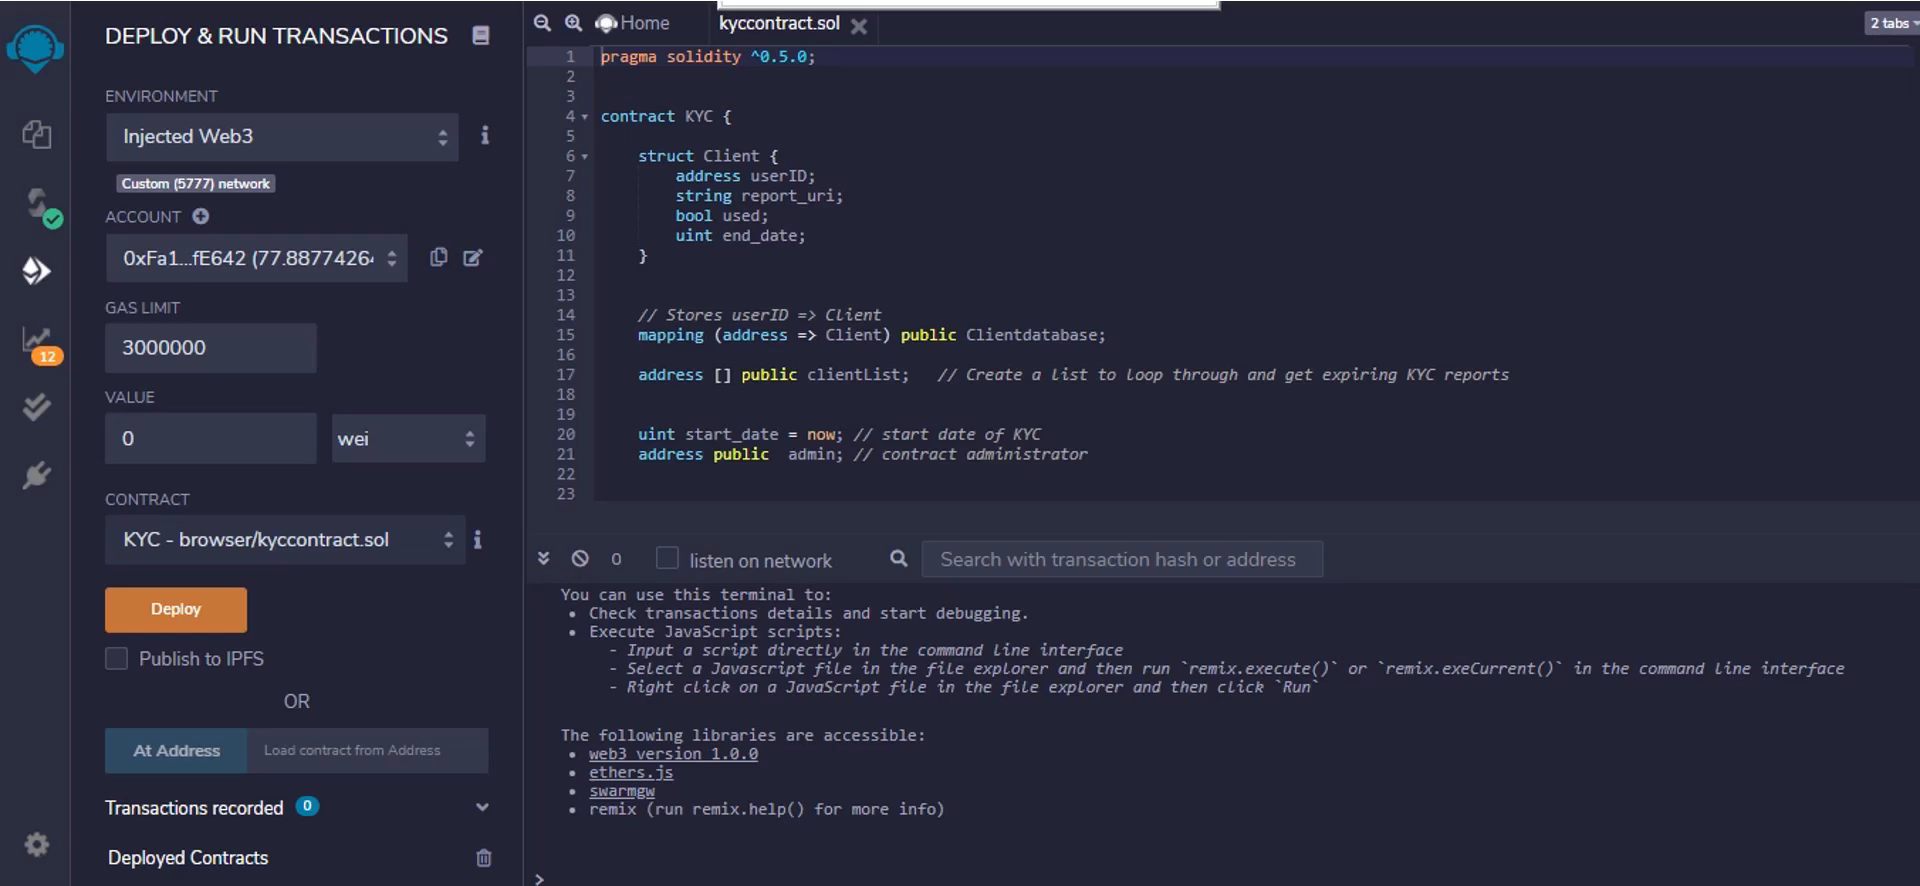 DEPLOY & RUN TRANSACTIONS
ENVIRONMENT
Injected Web3
Custom (5777) network
ACCOUNT
0xFa1...fE642 (77.88774264
GAS LIMIT
3000000
VALUE
0
wei
CONTRACT
KYC - browser/kyccontract.sol
Deploy
Publish to IPFS
OR
At Address
Load contract from Address
Transactions recorded 0
Deployed Contracts
12
Home
kyccontract.sol
2 tabs
1 pragma solidity ^0.5.0;
2
3
4 contract KYC {
5
6 struct Client {
7 address userID;
8 string report_uri;
9 bool used;
10 uint end_date;
11 }
12
13
14 // Stores userID => Client
15 mapping (address => Client) public Clientdatabase;
16
17 address [] public clientList; // Create a list to loop through and get expiring KYC reports
18
19
20 uint start_date = now; // start date of KYC
21 address public admin; // contract administrator
22
23
0
listen on network
Search with transaction hash or address
You can use this terminal to:
• Check transactions details and start debugging.
• Execute JavaScript scripts:
- Input a script directly in the command line interface
- Select a Javascript file in the file explorer and then run `remix.execute()` or `remix.exeCurrent()` in the command line interface
- Right click on a JavaScript file in the file explorer and then click `Run`
The following libraries are accessible:
• web3 version 1.0.0
• ethers.js
• swarmgw
• remix (run remix.help() for more info)
>